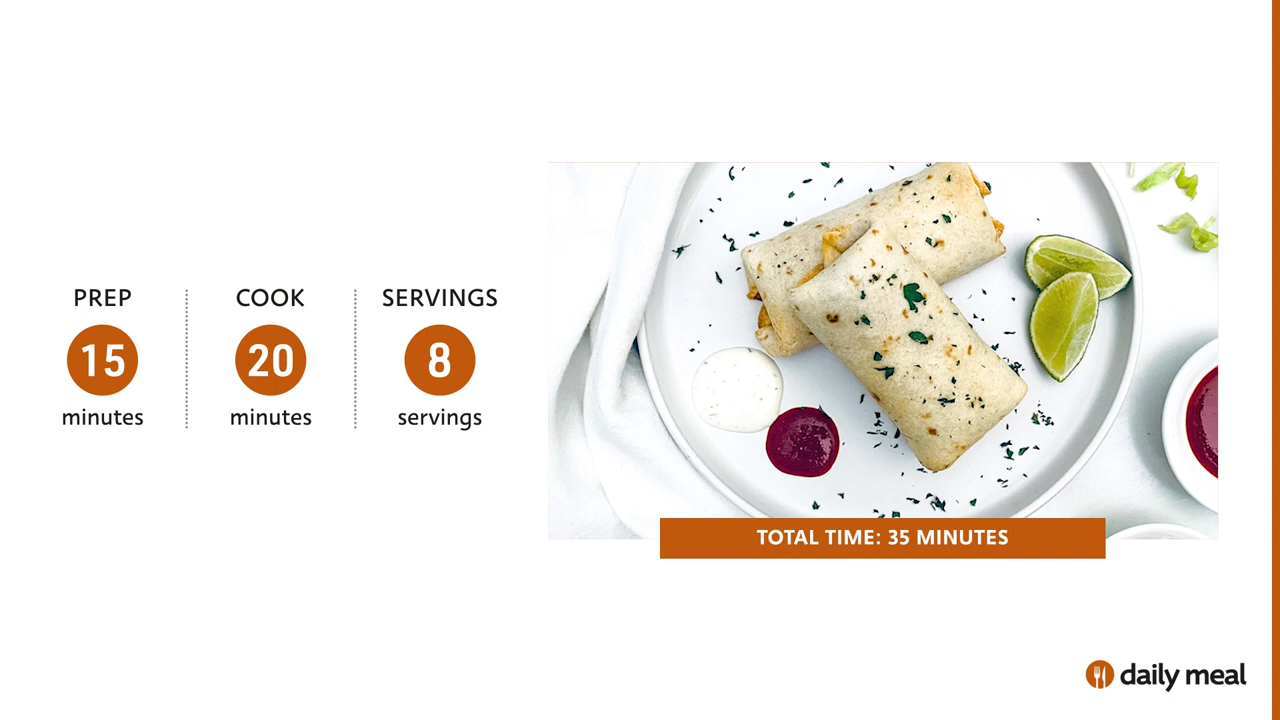 PREP
15
minutes
COOK
20
minutes
SERVINGS
8
servings
TOTAL TIME: 35 MINUTES
daily meal